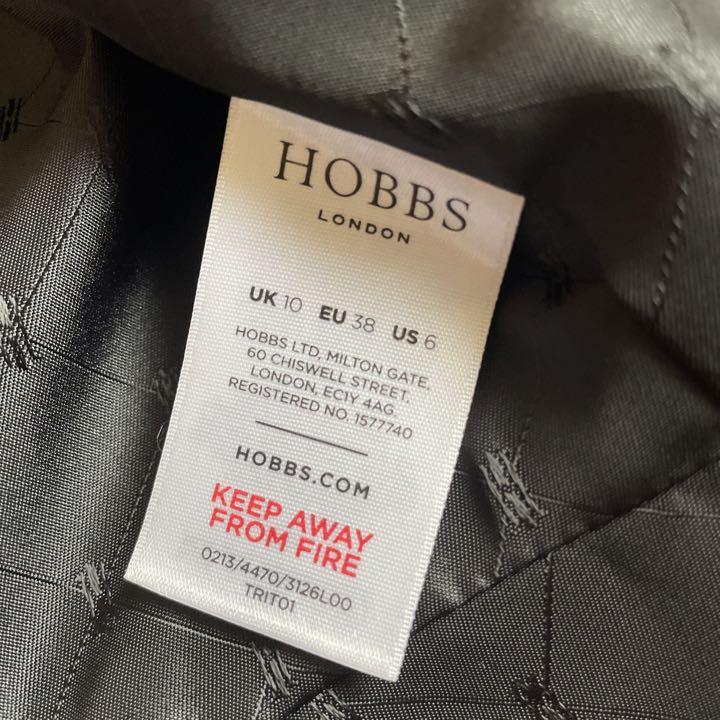 HOBBS
LONDON
UK 10 EU 38 US 6
HOBBS LTD, MILTON GATE,
60 CHISWELL STREET,
LONDON, EC1Y 4AG.
REGISTERED NO. 1577740
HOBBS.COM
KEEP AWAY
FROM FIRE
0213/4470/3126L00
TRIT01